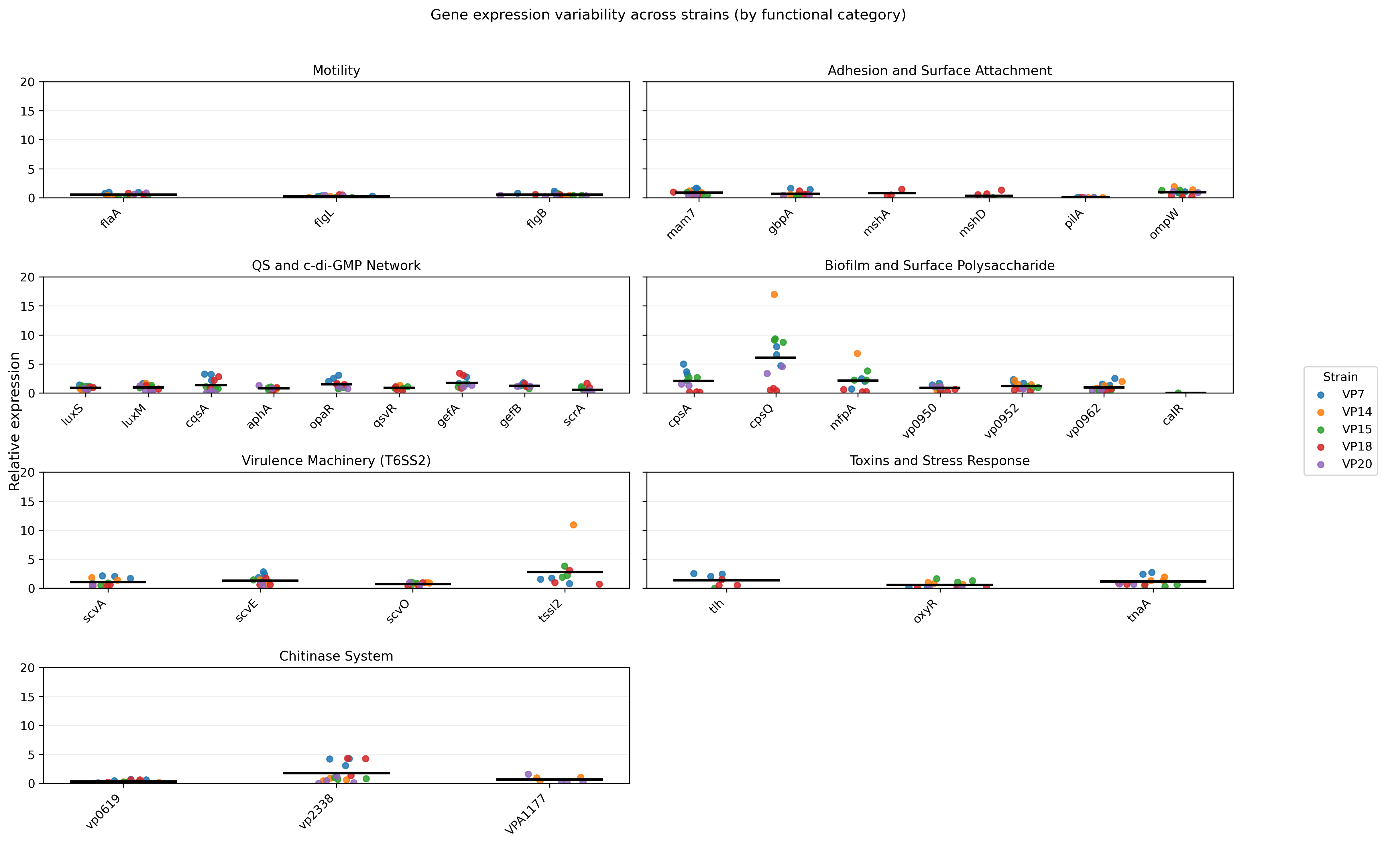 Gene expression variability across strains (by functional category)
Motility
20
15
10
5
0
flaA
flgL
flgB
Adhesion and Surface Attachment
mam7
gbpA
mshA
mshD
pilA
ompW
QS and c-di-GMP Network
20
15
10
5
0
luxS
luxM
cqsA
aphA
opaR
qsvR
gefA
gefB
scrA
Biofilm and Surface Polysaccharide
cpsA
cpsQ
mfpA
vp0950
vp0952
vp0962
calR
Relative expression
Strain
VP7
VP14
VP15
VP18
VP20
Virulence Machinery (T6SS2)
20
15
10
5
0
scvA
scvE
scvO
tssl2
Toxins and Stress Response
tlh
oxyR
tnaA
Chitinase System
20
15
10
5
0
vp0619
vp2338
VPA1177